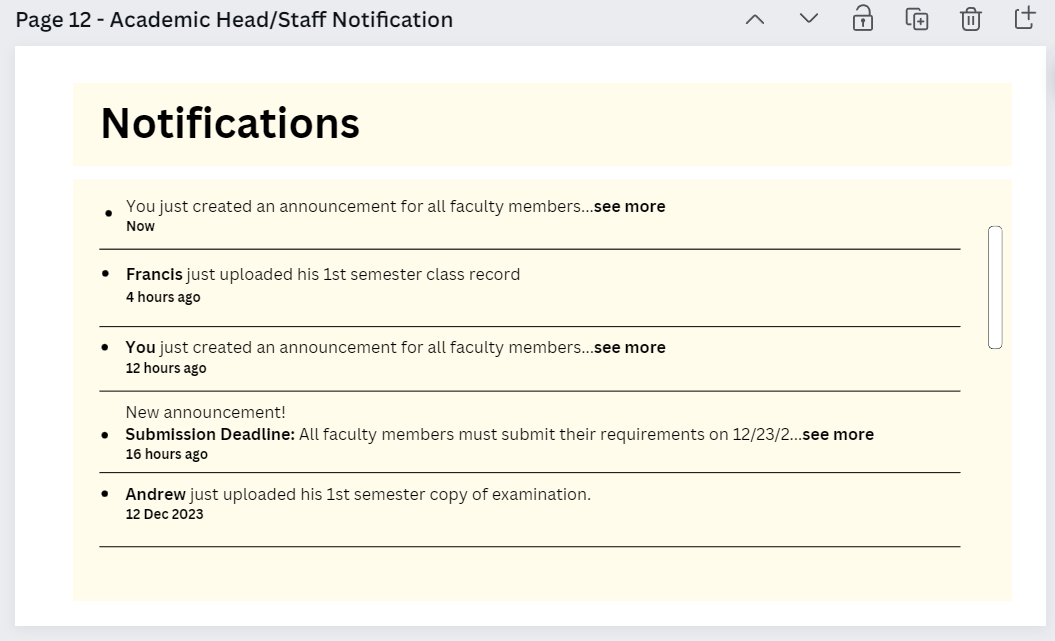 Page 12 - Academic Head/Staff Notification
Notifications
• You just created an announcement for all faculty members...see more
Now
• Francis just uploaded his 1st semester class record
4 hours ago
• You just created an announcement for all faculty members...see more
12 hours ago
New announcement!
• Submission Deadline: All faculty members must submit their requirements on 12/23/2...see more
16 hours ago
• Andrew just uploaded his 1st semester copy of examination.
12 Dec 2023